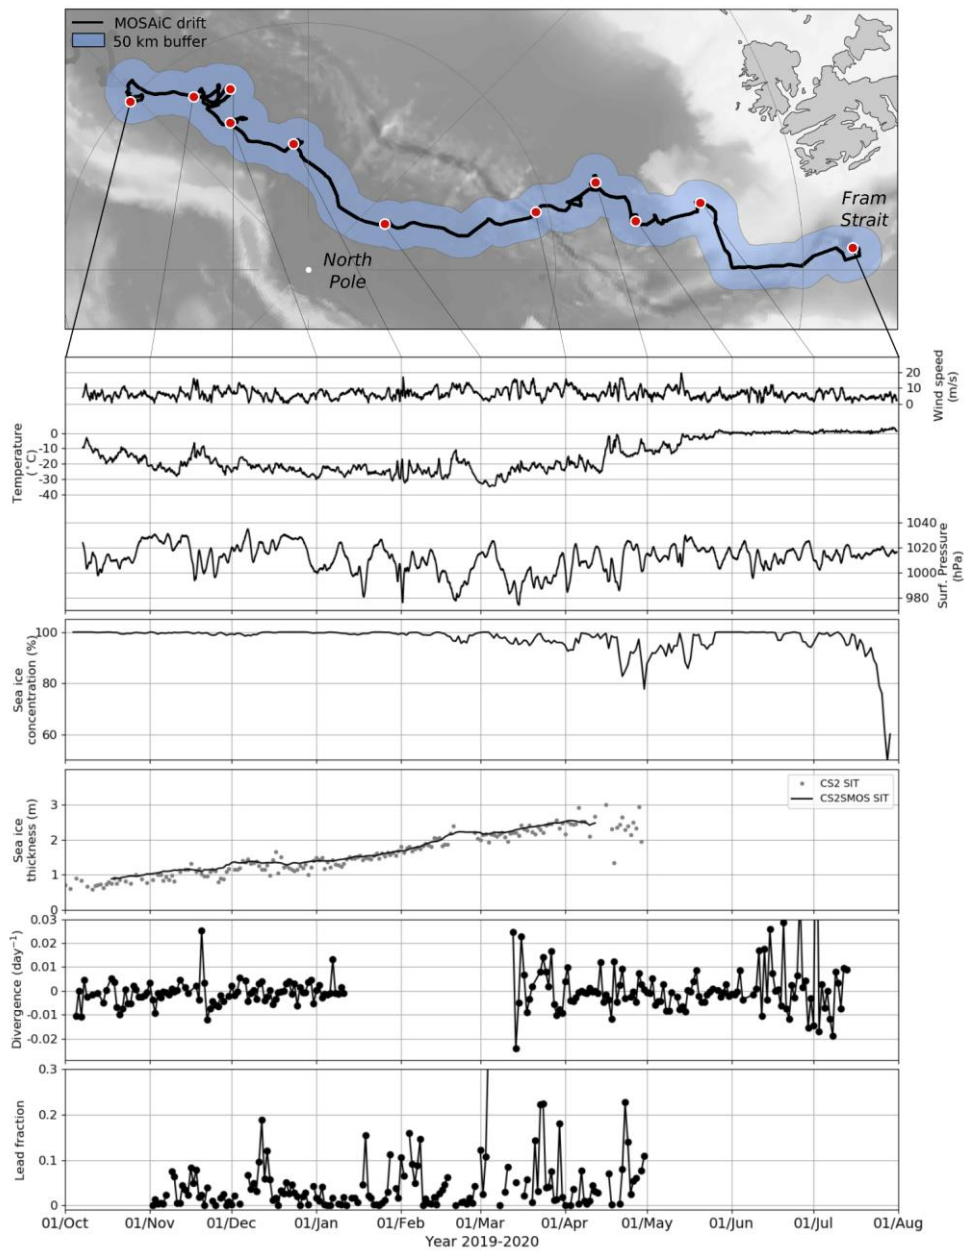 MOSAiC drift
50 km buffer
North
Pole
Fram
Strait
Wind speed
(m/s)
20
10
0
Temperature
(°C)
0
-10
-20
-30
-40
Surf. Pressure
(hPa)
1040
1020
1000
980
Sea ice
concentration (%)
100
80
60
Sea ice
thickness (m)
3
2
1
0
CS2 SIT
CS2SMOS SIT
Divergence (day⁻¹)
0.03
0.02
0.01
0
-0.01
-0.02
Lead fraction
0.3
0.2
0.1
0
01/Oct 01/Nov 01/Dec 01/Jan 01/Feb 01/Mar 01/Apr 01/May 01/Jun 01/Jul 01/Aug
Year 2019-2020